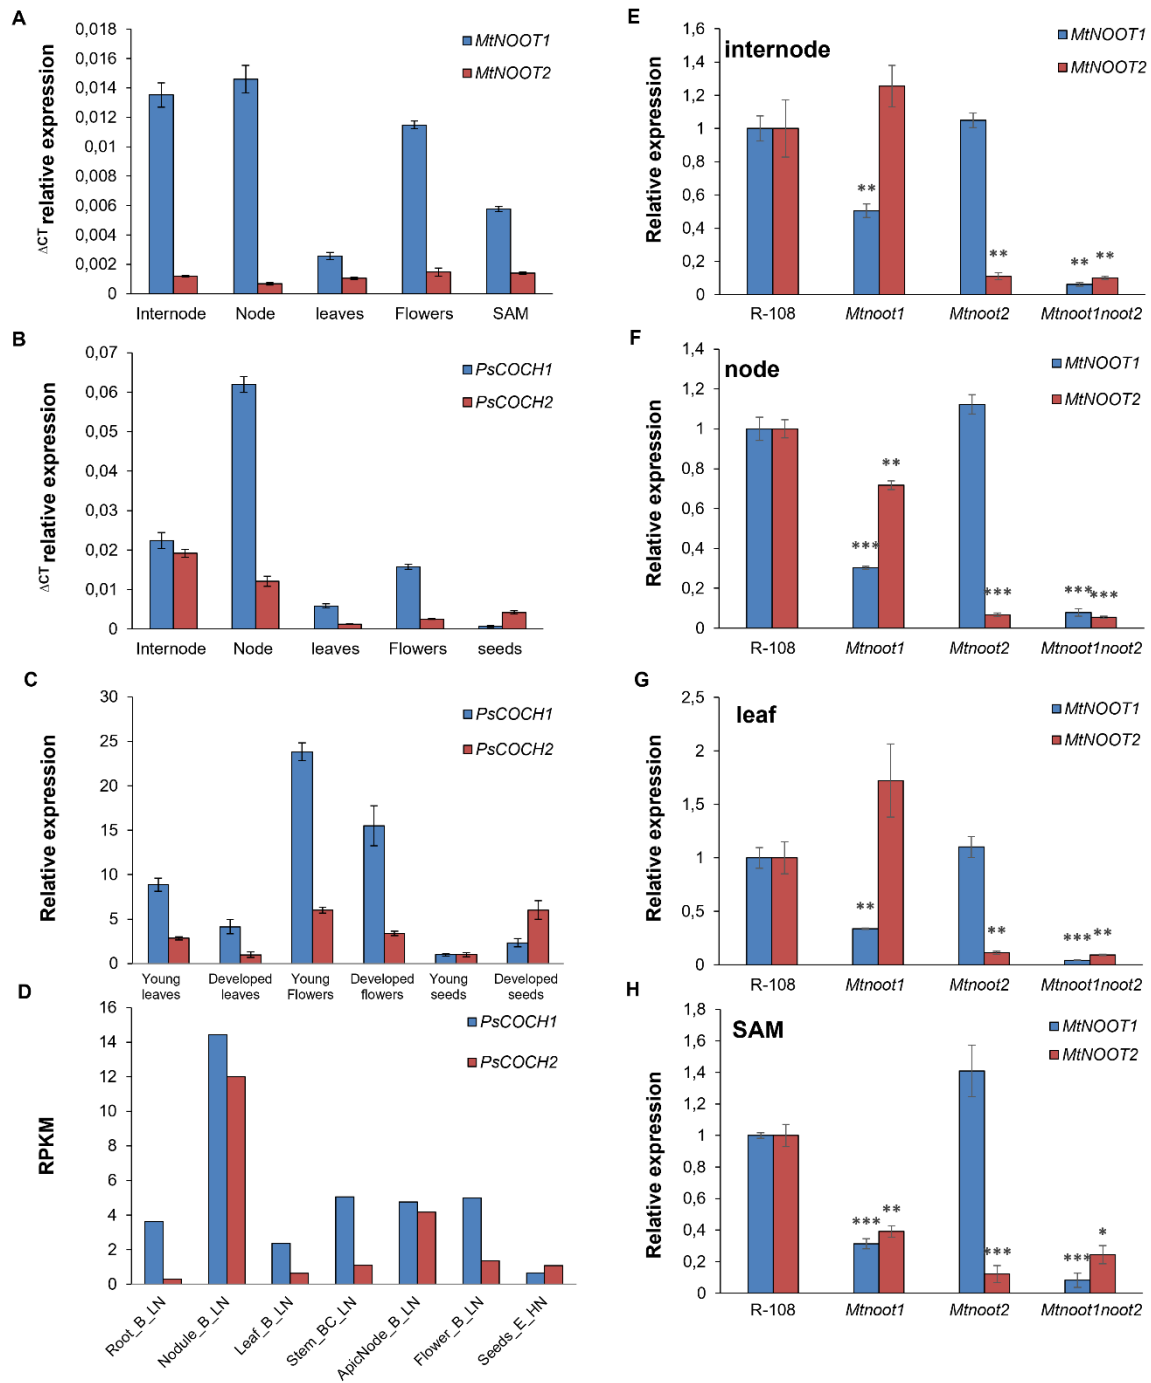 A
0,018
0,016
0,014
0,012
0,01
0,008
0,006
0,004
0,002
0
ΔCT relative expression
MtNOOT1
MtNOOT2
Internode Node leaves Flowers SAM
B
0,07
0,06
0,05
0,04
0,03
0,02
0,01
0
ΔCT relative expression
PsCOCH1
PsCOCH2
Internode Node leaves Flowers seeds
C
30
25
20
15
10
5
0
Relative expression
PsCOCH1
PsCOCH2
Young Developed Young Developed Young Developed
leaves leaves Flowers flowers seeds seeds
D
16
14
12
10
8
6
4
2
0
RPKM
PsCOCH1
PsCOCH2
Root_B_LN
Nodule_B_LN
Leaf_B_LN
Stem_BC_LN
ApicNode_B_LN
Flower_B_LN
Seeds_E_HN
E
internode
1,6
1,4
1,2
1
0,8
0,6
0,4
0,2
0
Relative expression
MtNOOT1
MtNOOT2
** ** ** **
R-108 Mtnoot1 Mtnoot2 Mtnoot1noot2
F
node
1,4
1,2
1
0,8
0,6
0,4
0,2
0
Relative expression
MtNOOT1
MtNOOT2
*** ** *** *** ***
R-108 Mtnoot1 Mtnoot2 Mtnoot1noot2
G
leaf
2,5
2
1,5
1
0,5
0
Relative expression
MtNOOT1
MtNOOT2
** ** *** **
R-108 Mtnoot1 Mtnoot2 Mtnoot1noot2
H
SAM
1,8
1,6
1,4
1,2
1
0,8
0,6
0,4
0,2
0
Relative expression
MtNOOT1
MtNOOT2
*** ** *** *** *
R-108 Mtnoot1 Mtnoot2 Mtnoot1noot2